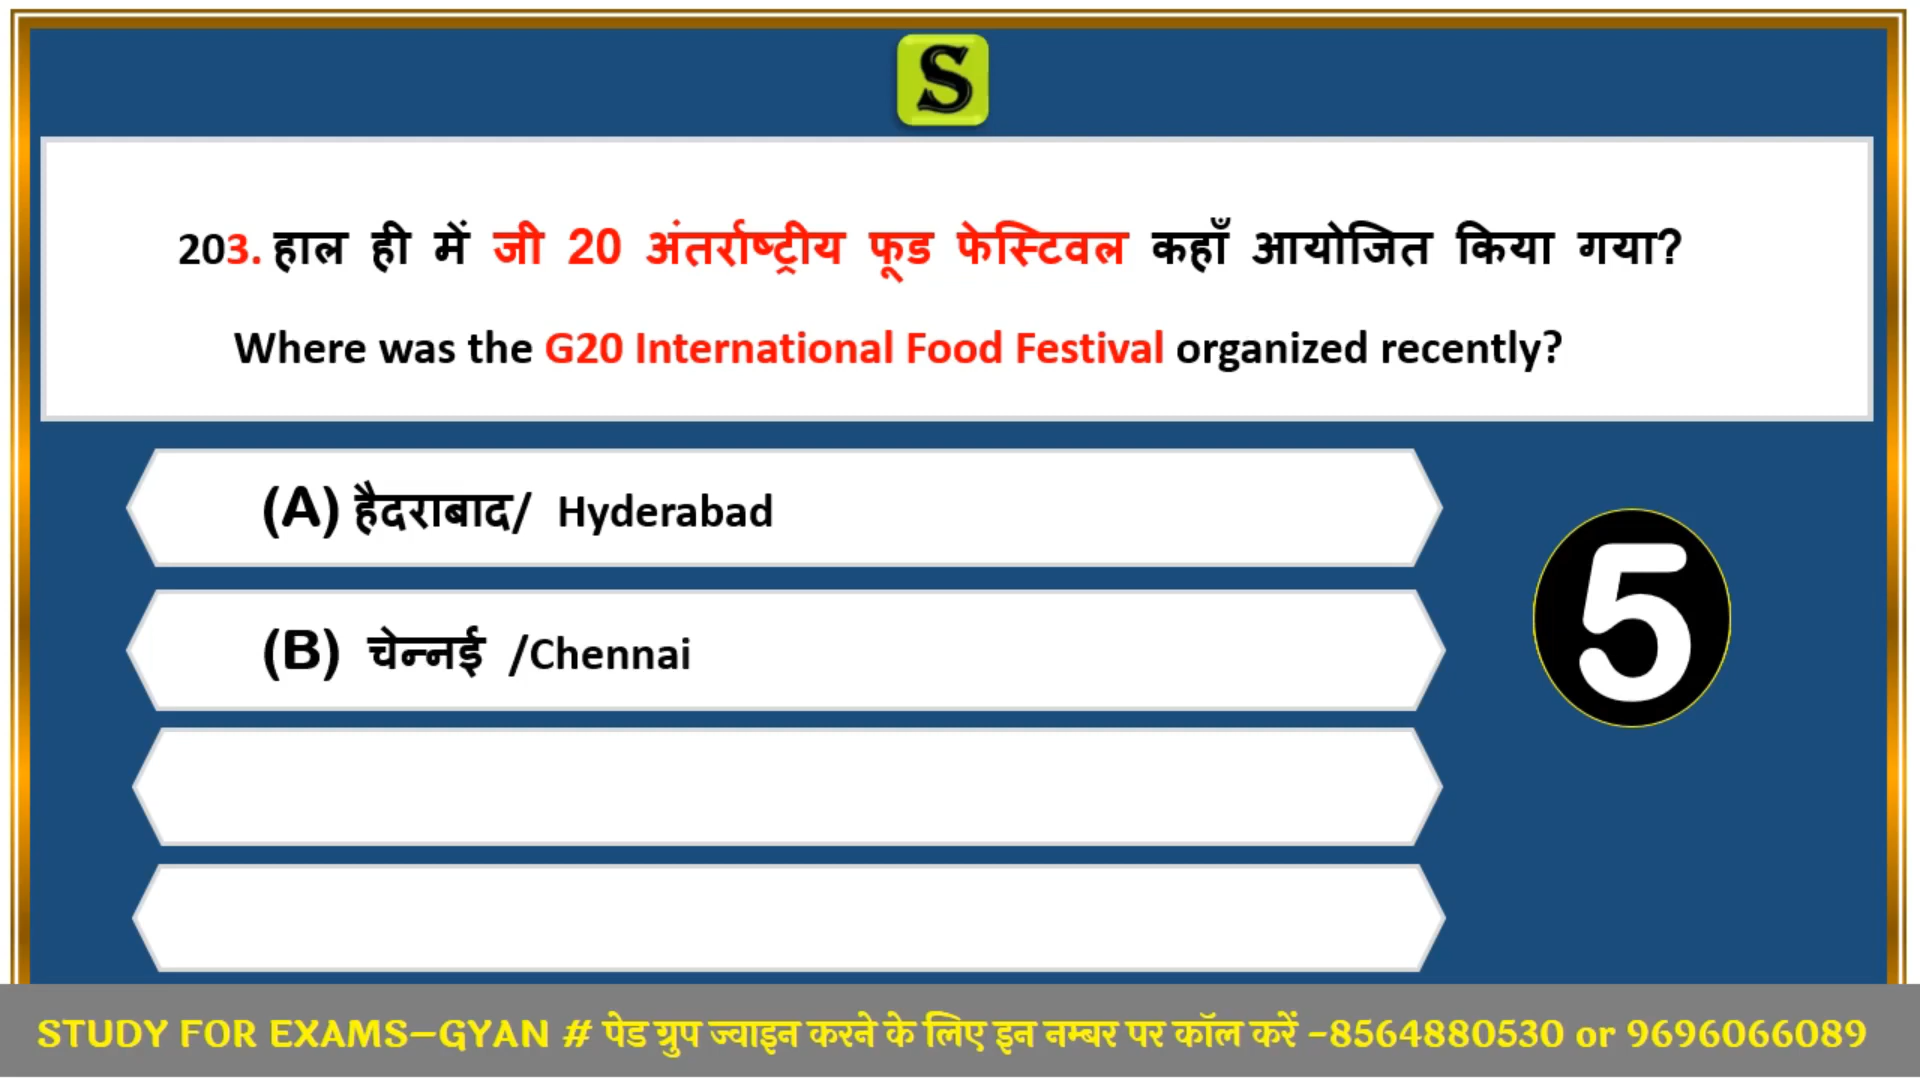 S
203. हाल ही में जी 20 अंतर्राष्ट्रीय फूड फेस्टिवल कहाँ आयोजित किया गया?
Where was the G20 International Food Festival organized recently?
(A) हैदराबाद/ Hyderabad
(B) चेन्नई /Chennai
5
STUDY FOR EXAMS–GYAN # पेड ग्रुप ज्वाइन करने के लिए इन नम्बर पर कॉल करें -8564880530 or 9696066089